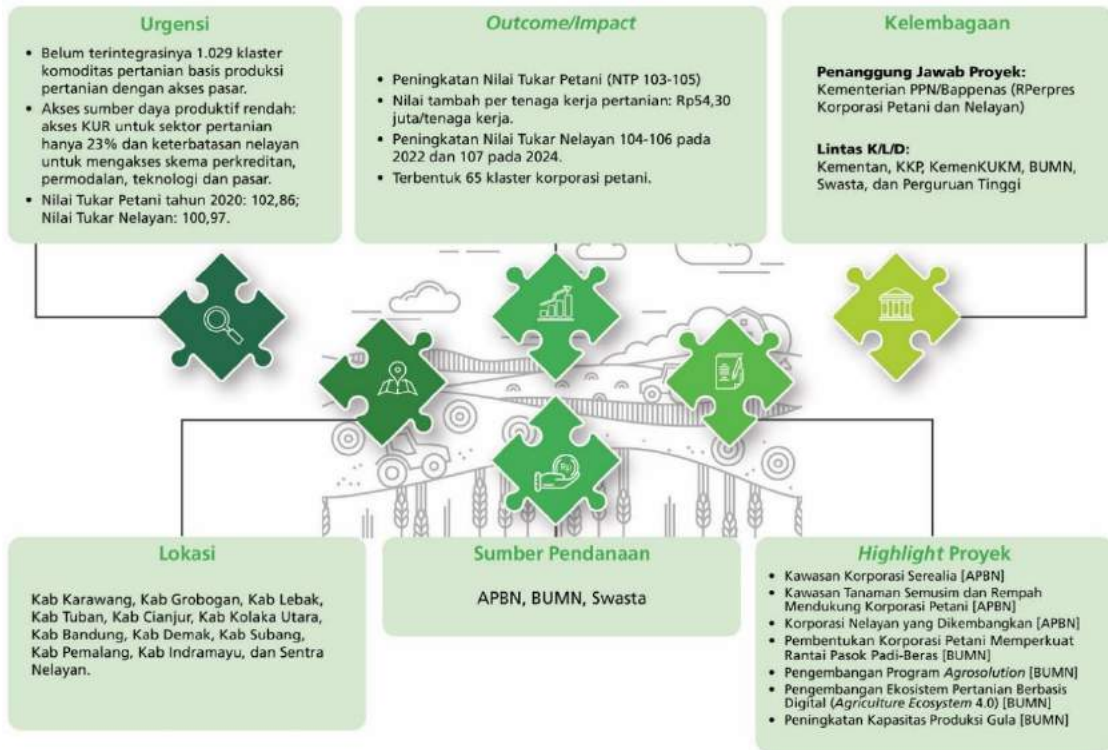 Urgensi
• Belum terintegrasinya 1.029 klaster
komoditas pertanian basis produksi
pertanian dengan akses pasar.
• Akses sumber daya produktif rendah:
akses KUR untuk sektor pertanian
hanya 23% dan keterbatasan nelayan
untuk mengakses skema perkreditan,
permodalan, teknologi dan pasar.
• Nilai Tukar Petani tahun 2020: 102,86;
Nilai Tukar Nelayan: 100,97.
Outcome/Impact
• Peningkatan Nilai Tukar Petani (NTP 103-105)
• Nilai tambah per tenaga kerja pertanian: Rp54,30
juta/tenaga kerja.
• Peningkatan Nilai Tukar Nelayan 104-106 pada
2022 dan 107 pada 2024.
• Terbentuk 65 klaster korporasi petani.
Kelembagaan
Penanggung Jawab Proyek:
Kementerian PPN/Bappenas (RPerpres
Korporasi Petani dan Nelayan)
Lintas K/L/D:
Kementan, KKP, KemenKUKM, BUMN,
Swasta, dan Perguruan Tinggi
Rp
Lokasi
Kab Karawang, Kab Grobogan, Kab Lebak,
Kab Tuban, Kab Cianjur, Kab Kolaka Utara,
Kab Bandung, Kab Demak, Kab Subang,
Kab Pemalang, Kab Indramayu, dan Sentra
Nelayan.
Sumber Pendanaan
APBN, BUMN, Swasta
Highlight Proyek
• Kawasan Korporasi Serealia [APBN]
• Kawasan Tanaman Semusim dan Rempah
Mendukung Korporasi Petani [APBN]
• Korporasi Nelayan yang Dikembangkan [APBN]
• Pembentukan Korporasi Petani Memperkuat
Rantai Pasok Padi-Beras [BUMN]
• Pengembangan Program Agrosolution [BUMN]
• Pengembangan Ekosistem Pertanian Berbasis
Digital (Agriculture Ecosystem 4.0) [BUMN]
• Peningkatan Kapasitas Produksi Gula [BUMN]